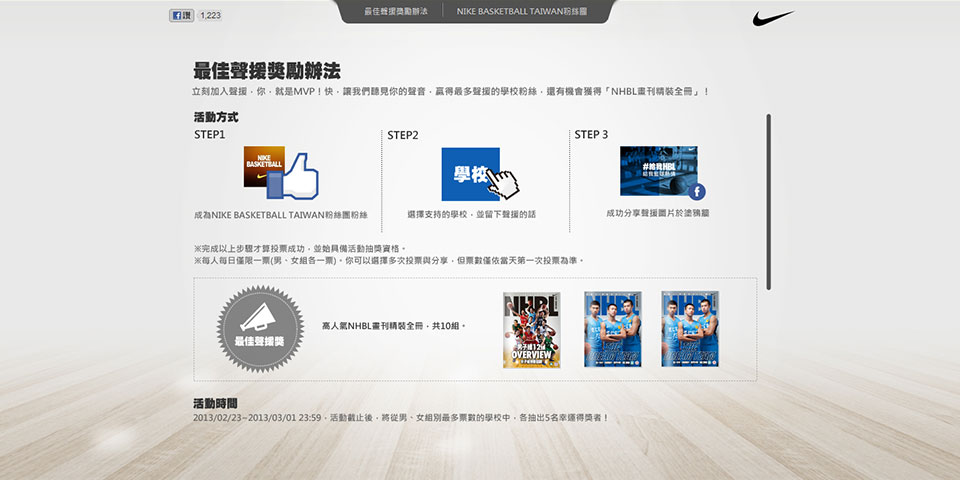 讚 1,223
最佳聲援獎勵辦法 NIKE BASKETBALL TAIWAN粉絲團
最佳聲援獎勵辦法
立刻加入聲援，你，就是MVP！快，讓我們聽見你的聲音，贏得最多聲援的學校粉絲，還有機會獲得「NHBL畫刊精裝全冊」！
活動方式
STEP1
NIKE
BASKETBALL
成為NIKE BASKETBALL TAIWAN粉絲團粉絲
STEP2
學校
選擇支持的學校，並留下聲援的話
STEP 3
#給我HBL
給我籃球熱情
成功分享聲援圖片於塗鴉牆
※完成以上步驟才算投票成功，並始具備活動抽獎資格。
※每人每日僅限一票(男、女組各一票)。你可以選擇多次投票與分享，但票數僅依當天第一次投票為準。
最佳聲援獎
高人氣NHBL畫刊精裝全冊，共10組。
NHBL
男子組12強
OVERVIEW
NHBL
NHBL
活動時間
2013/02/23~2013/03/01 23:59，活動截止後，將從男、女組別最多票數的學校中，各抽出5名幸運得獎者！